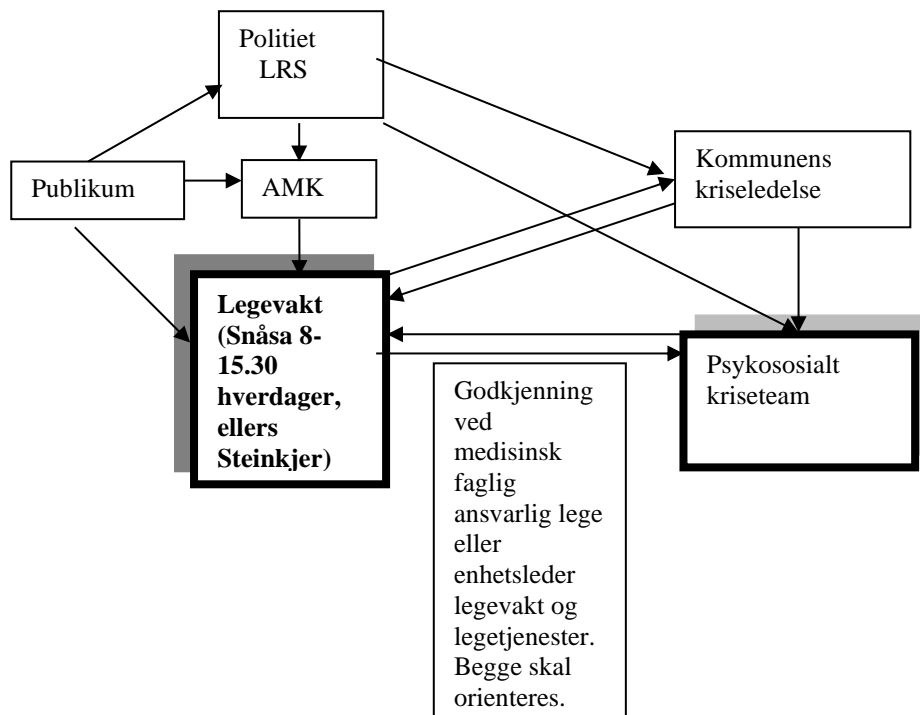 Politiet
LRS
Kommunens
kriseledelse
Publikum
AMK
Legevakt
(Snåsa 8-
15.30
hverdager,
ellers
Steinkjer)
Psykososialt
kriseteam
Godkjenning
ved
medisinsk
faglig
ansvarlig lege
eller
enhetsleder
legevakt og
legetjenester.
Begge skal
orienteres.